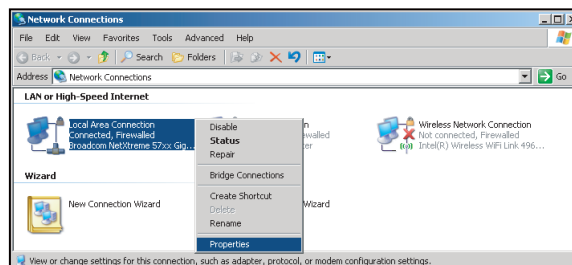 Network Connections
File Edit View Favorites Tools Advanced Help
Back Search Folders
Address Network Connections Go
LAN or High-Speed Internet
Local Area Connection
Connected, Firewalled
Broadcom NetXtreme 57xx Gig...
Disable
Status
Repair
Bridge Connections
Create Shortcut
Delete
Rename
Properties
Wireless Network Connection
Not connected, Firewalled
Intel(R) Wireless WiFi Link 496...
Wizard
New Connection Wizard
Wizard
View or change settings for this connection, such as adapter, protocol, or modem configuration settings.